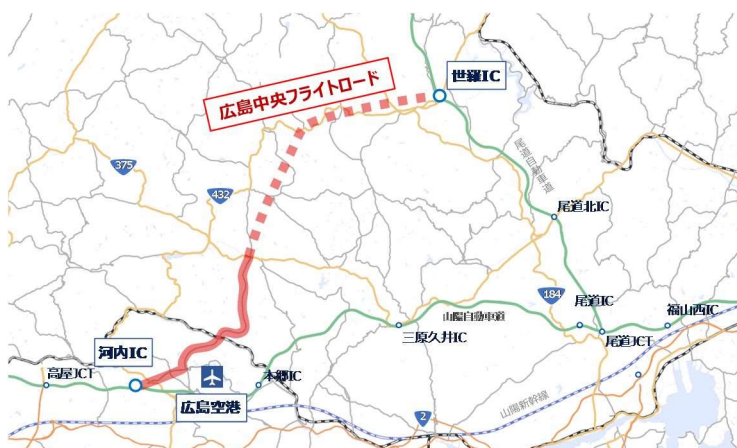 世羅IC
広島中央フライトロード
375
432
尾道自動車道
尾道北IC
184
尾道IC
福山西IC
山陽自動車道
三原久井IC
尾道JCT
河内IC
高屋JCT
本郷IC
広島空港
山陽新幹線
2